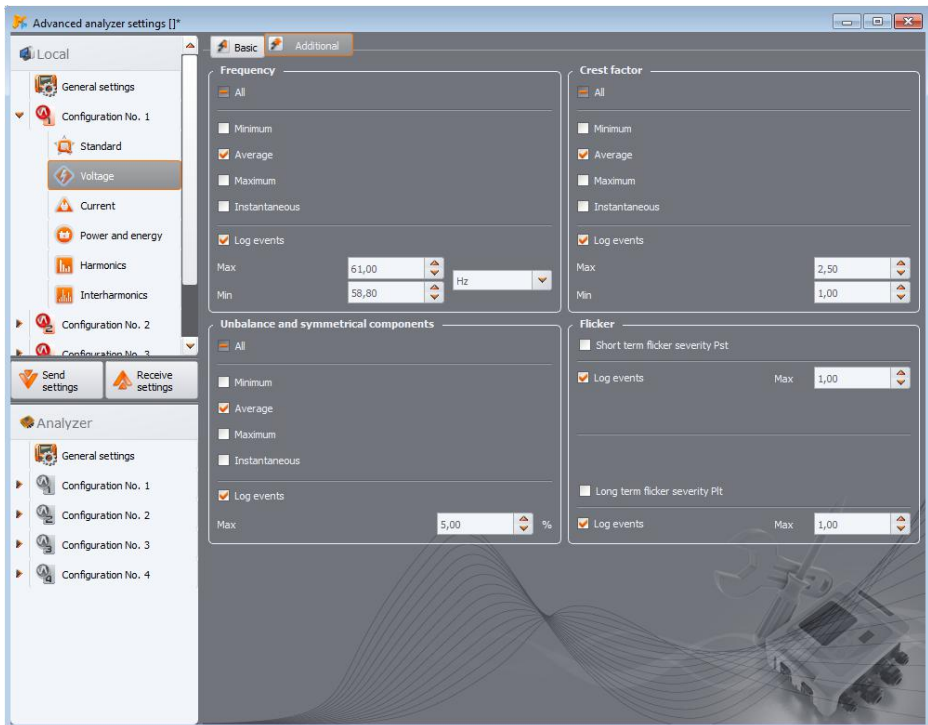 Advanced analyzer settings []*
Local
General settings
Configuration No. 1
Standard
Voltage
Current
Power and energy
Harmonics
Interharmonics
Configuration No. 2
Configuration No. 3
Send settings
Receive settings
Analyzer
General settings
Configuration No. 1
Configuration No. 2
Configuration No. 3
Configuration No. 4
Basic Additional
Frequency
All
Minimum
Average
Maximum
Instantaneous
Log events
Max 61,00
Hz
Min 58,80
Crest factor
All
Minimum
Average
Maximum
Instantaneous
Log events
Max 2,50
Min 1,00
Unbalance and symmetrical components
All
Minimum
Average
Maximum
Instantaneous
Log events
Max 5,00 %
Flicker
Short term flicker severity Pst
Log events Max 1,00
Long term flicker severity Plt
Log events Max 1,00